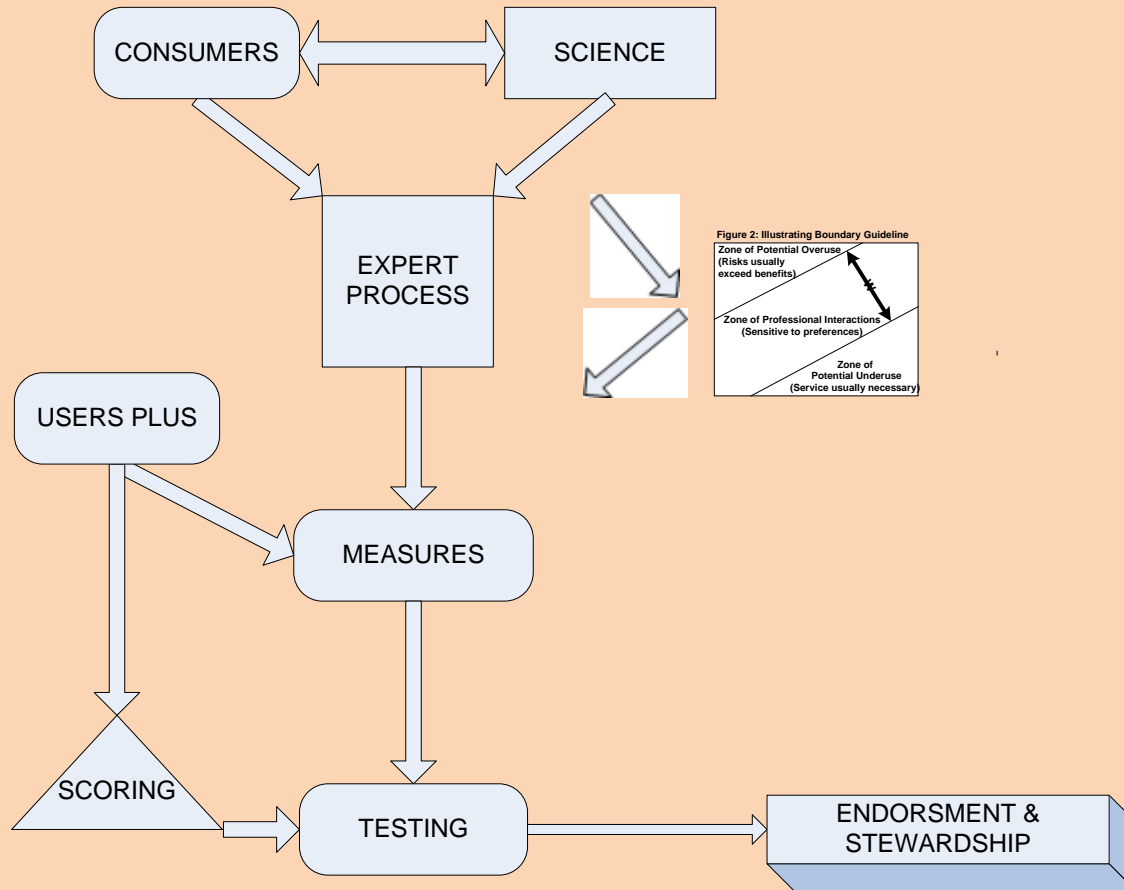 CONSUMERS
SCIENCE
EXPERT
PROCESS
Figure 2: Illustrating Boundary Guideline
Zone of Potential Overuse
(Risks usually
exceed benefits)
Zone of Professional Interactions
(Sensitive to preferences)
Zone of
Potential Underuse
(Service usually necessary)
USERS PLUS
MEASURES
SCORING
TESTING
ENDORSMENT &
STEWARDSHIP